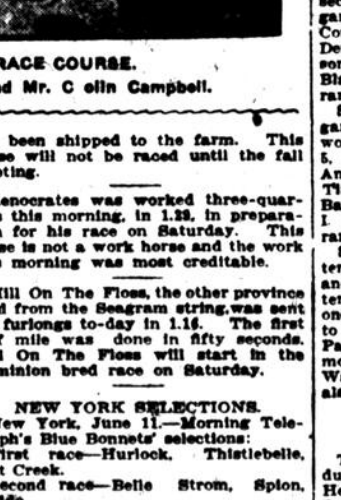 RACE COURSE.
d Mr. C olin Campbell.
been shipped to the farm. This
se will not be raced until the fall
eting.
enocrates was worked three-quar-
s this morning, in 1.22, in prepara-
n for his race on Saturday. This
se is not a work horse and the work
s morning was most creditable.
Mill On The Floss, the other province
d from the Seagram string, was sent
furlongs to-day in 1.16. The first
f mile was done in fifty seconds.
l On The Floss will start in the
minion bred race on Saturday.
NEW YORK SELECTIONS.
New York, June 11.—Morning Tele-
ph's Blue Bonnets' selections:
First race—Hurlock, Thistlebelle,
t Creek.
econd race—Belle Strom, Spion,